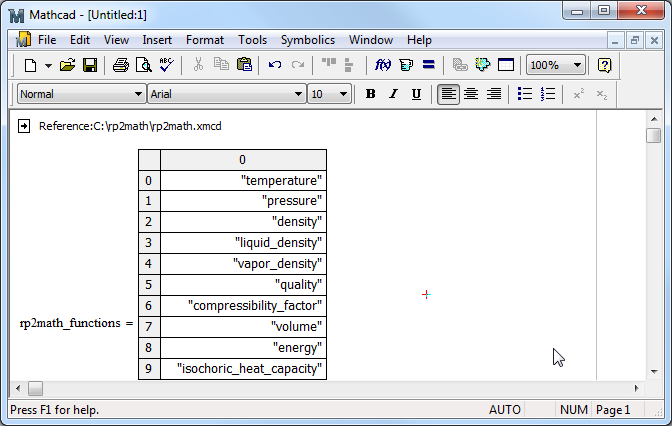 Mathcad - [Untitled:1]
File Edit View Insert Format Tools Symbolics Window Help
100%
Normal Arial 10 B I U
Reference:C:\rp2math\rp2math.xmcd
0
0 "temperature"
1 "pressure"
2 "density"
3 "liquid_density"
4 "vapor_density"
5 "quality"
6 "compressibility_factor"
rp2math_functions = 7 "volume"
8 "energy"
9 "isochoric_heat_capacity"
Press F1 for help. AUTO NUM Page 1